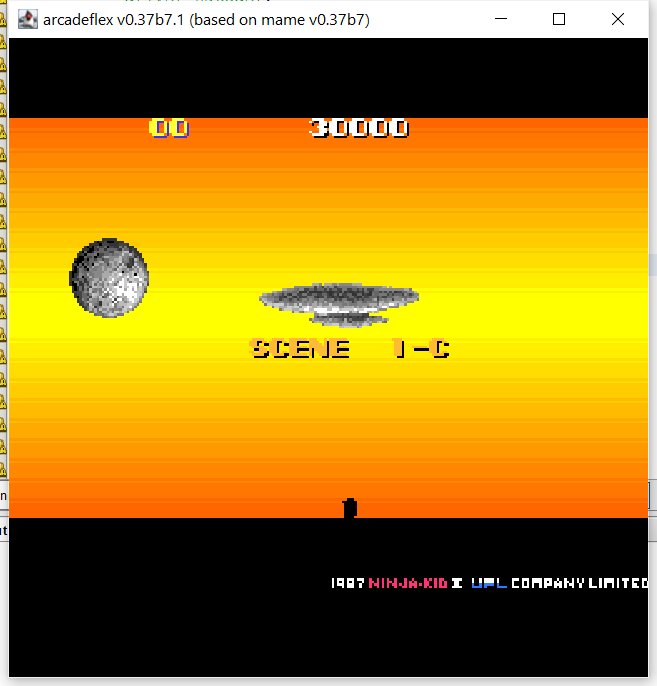 arcadeflex v0.37b7.1 (based on mame v0.37b7)
00 30000
SCENE 1-C
1987 NINJA-KID II UPL COMPANY LIMITED